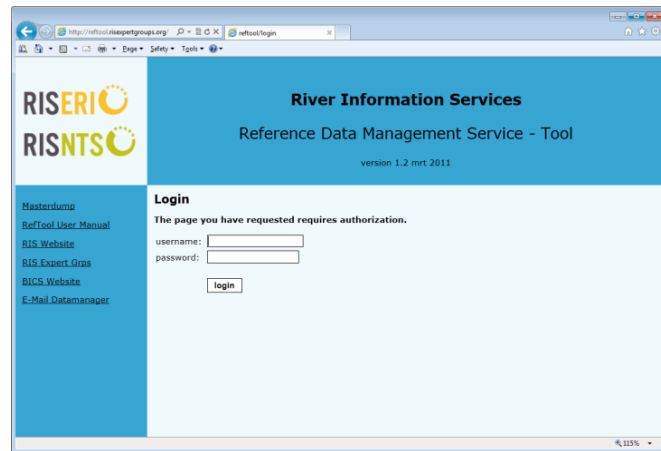 http://reftool.risexpertgroups.org/
reftool/login
Page Safety Tools
RISERI
RISNTS
River Information Services
Reference Data Management Service - Tool
version 1.2 mrt 2011
Masterdump
RefTool User Manual
RIS Website
RIS Expert Grps
BICS Website
E-Mail Datamanager
Login
The page you have requested requires authorization.
username:
password:
login
115%